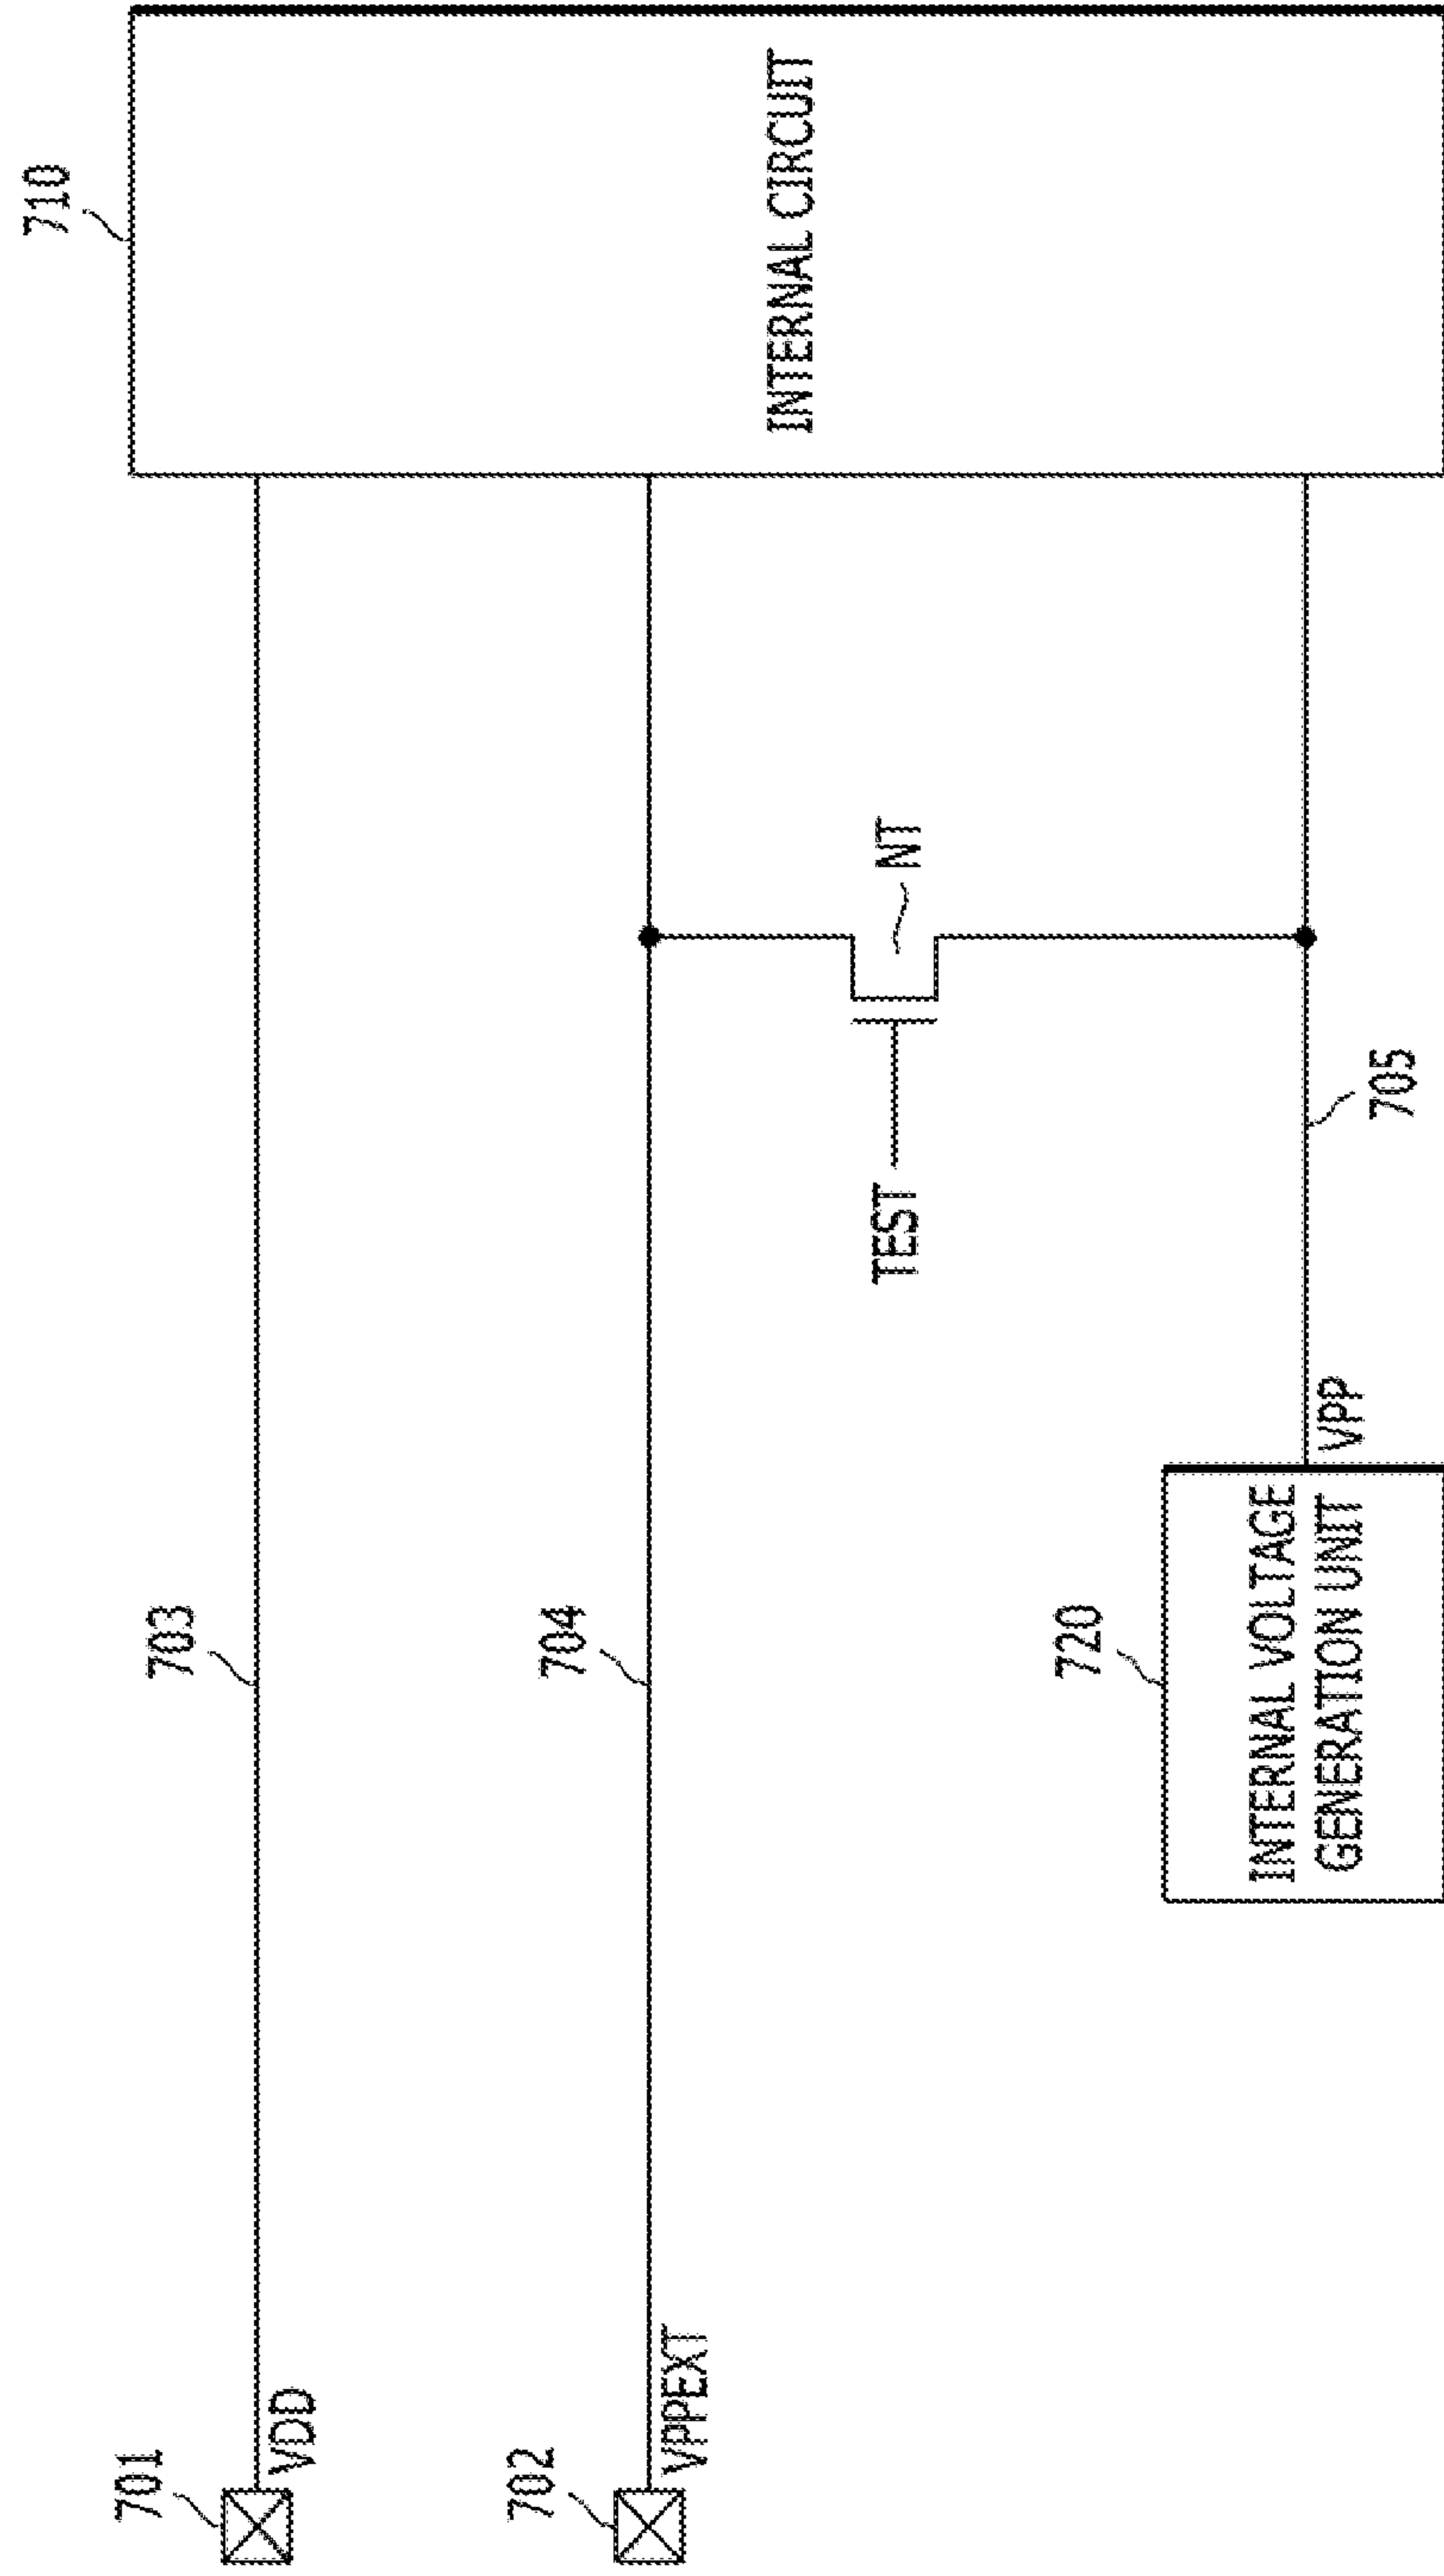 701
VDD
703
710
702
VPPEXT
704
INTERNAL CIRCUIT
TEST
NT
720
INTERNAL VOLTAGE
GENERATION UNIT
VPP
705